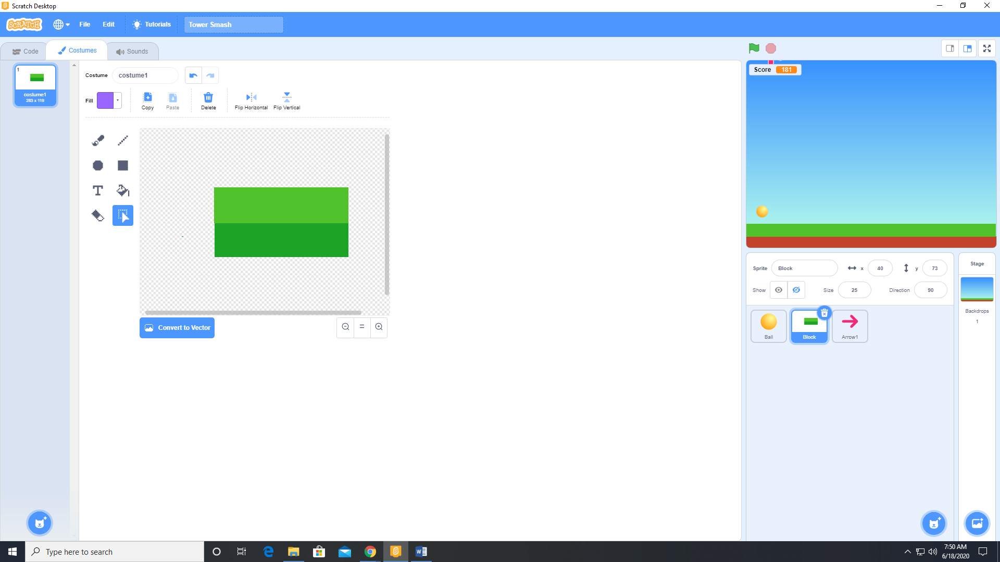 Scratch Desktop
SCRATCH File Edit Tutorials Tower Smash
Code Costumes Sounds
1
costume1
263 x 119
Costume costume1
Fill Copy Paste Delete Flip Horizontal Flip Vertical
T
Convert to Vector
Score 181
Sprite Block x 40 y 73
Show Size 25 Direction 90
Ball Block Arrow1
Stage
Backdrops
1
Type here to search
7:50 AM
6/18/2020